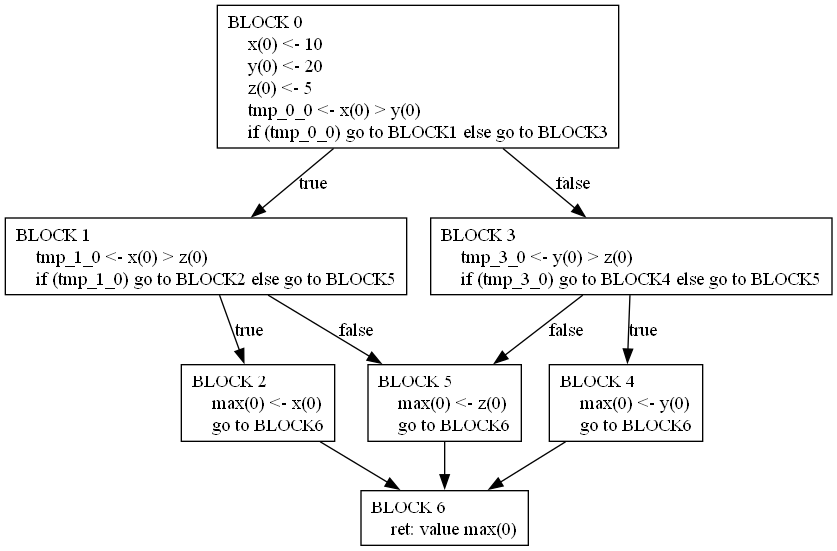 BLOCK 0
x(0) <- 10
y(0) <- 20
z(0) <- 5
tmp_0_0 <- x(0) > y(0)
if (tmp_0_0) go to BLOCK1 else go to BLOCK3
true
false
BLOCK 1
tmp_1_0 <- x(0) > z(0)
if (tmp_1_0) go to BLOCK2 else go to BLOCK5
BLOCK 3
tmp_3_0 <- y(0) > z(0)
if (tmp_3_0) go to BLOCK4 else go to BLOCK5
true
false
false
true
BLOCK 2
max(0) <- x(0)
go to BLOCK6
BLOCK 5
max(0) <- z(0)
go to BLOCK6
BLOCK 4
max(0) <- y(0)
go to BLOCK6
BLOCK 6
ret: value max(0)